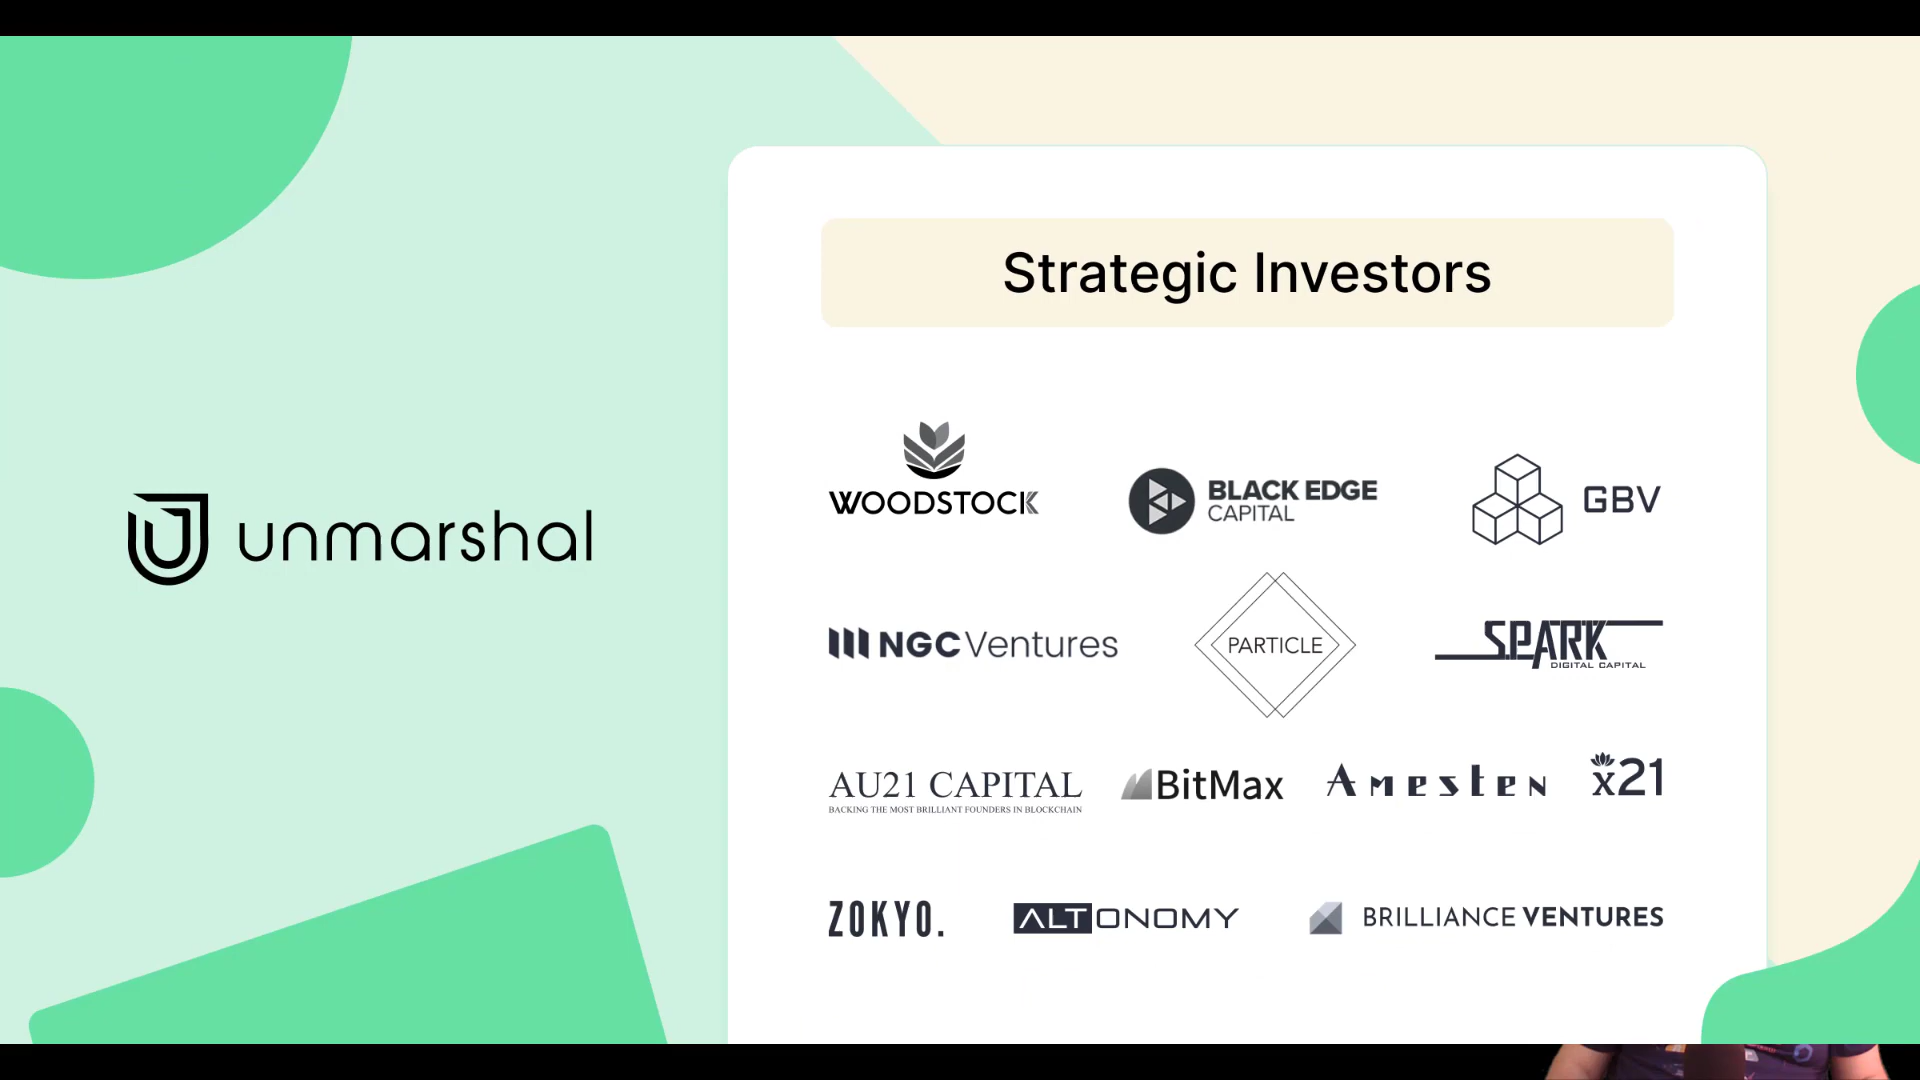 unmarshal
Strategic Investors
WOODSTOCK
BLACK EDGE
CAPITAL
GBV
NGC Ventures
PARTICLE
SPARK
DIGITAL CAPITAL
AU21 CAPITAL
BACKING THE MOST BRILLIANT FOUNDERS IN BLOCKCHAIN
BitMax
Amesten
x21
ZOKYO.
ALTONOMY
BRILLIANCE VENTURES